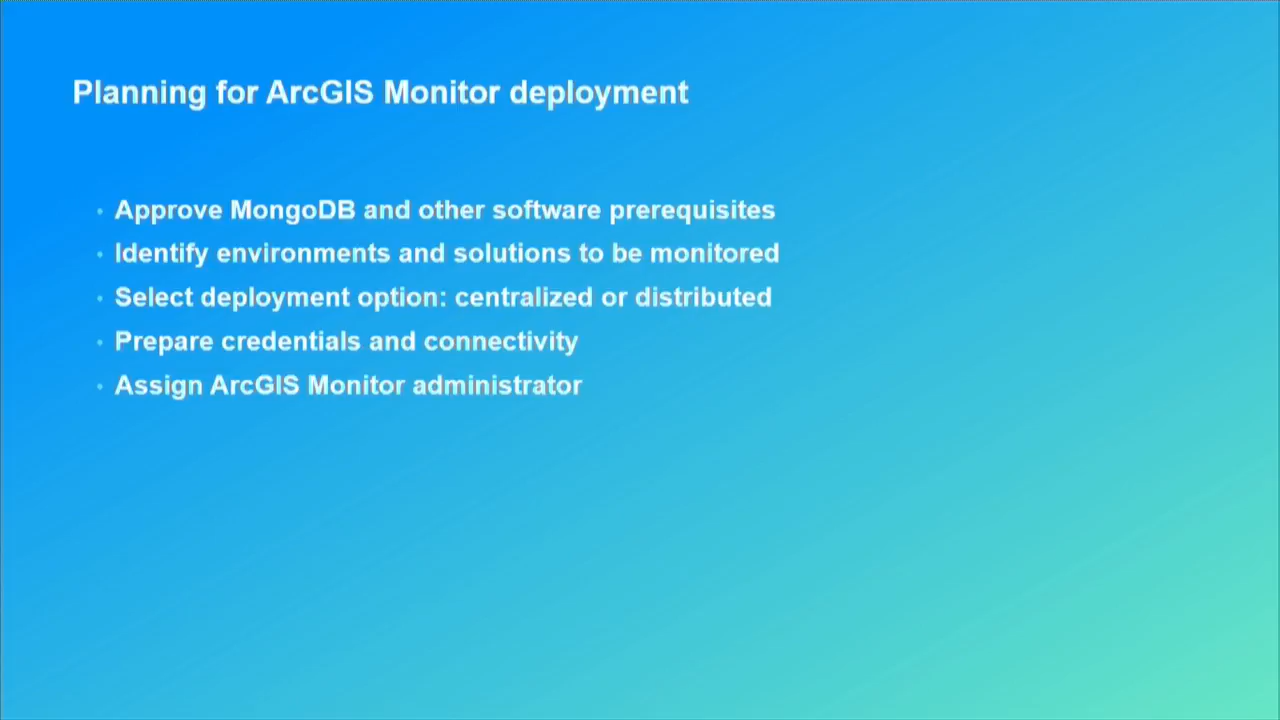 Planning for ArcGIS Monitor deployment
Approve MongoDB and other software prerequisites
Identify environments and solutions to be monitored
Select deployment option: centralized or distributed
Prepare credentials and connectivity
Assign ArcGIS Monitor administrator